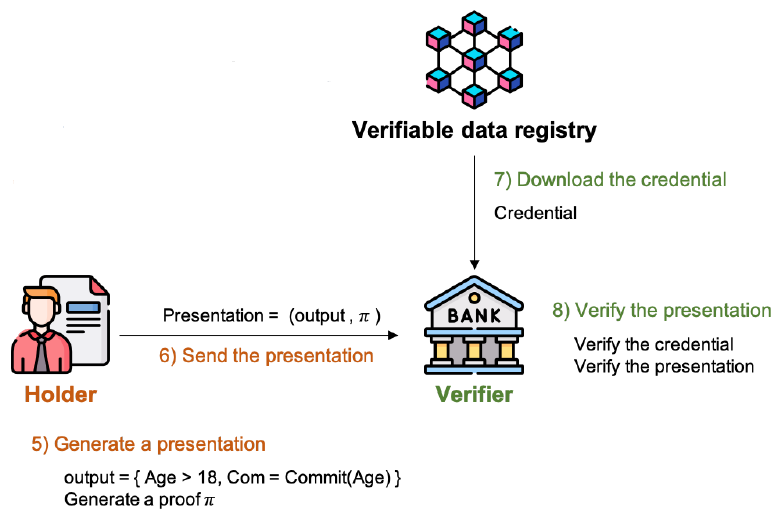 Verifiable data registry
7) Download the credential
Credential
Presentation = (output , π )
6) Send the presentation
BANK
8) Verify the presentation
Verify the credential
Verify the presentation
Holder
Verifier
5) Generate a presentation
output = { Age > 18, Com = Commit(Age) }
Generate a proof π